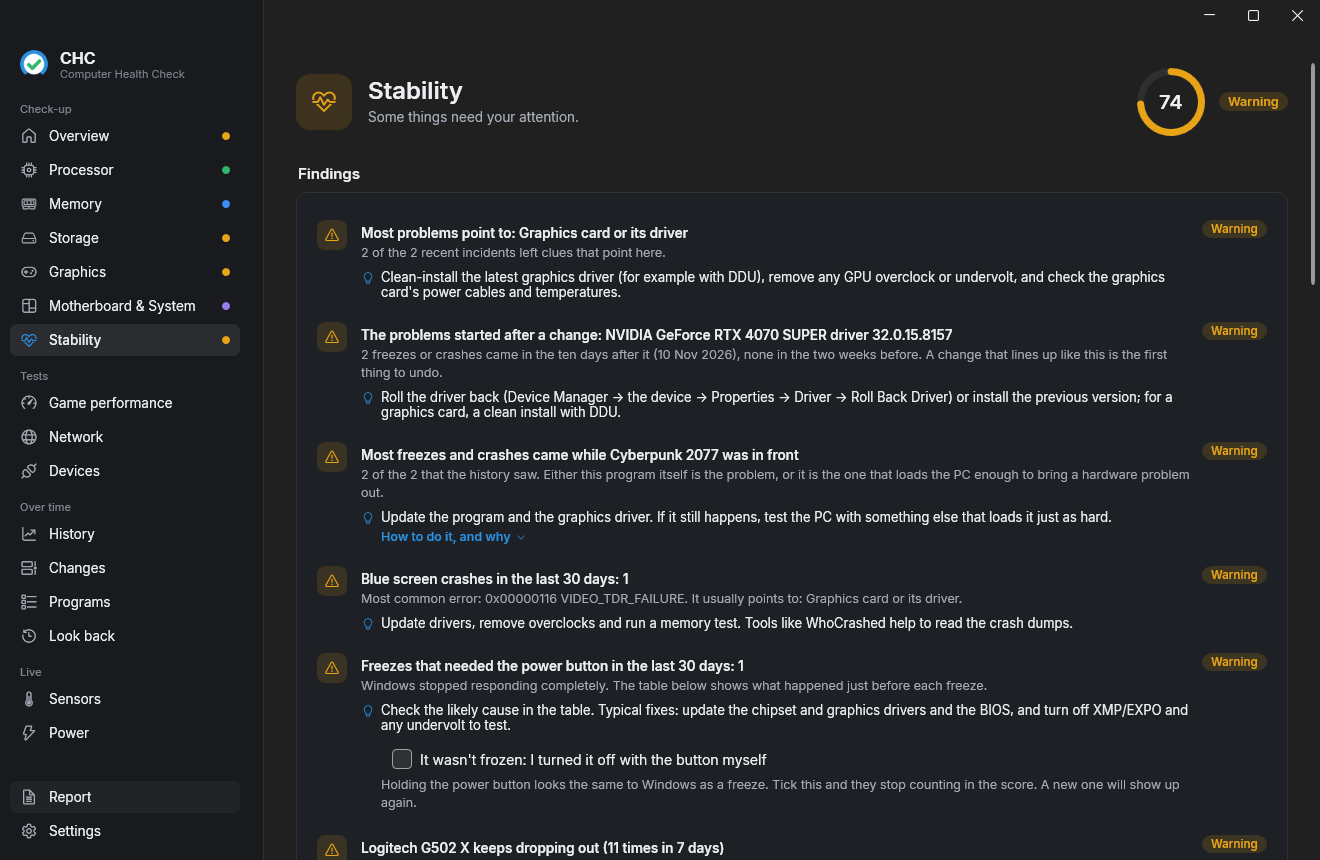 CHC
Computer Health Check
Check-up
Overview
Processor
Memory
Storage
Graphics
Motherboard & System
Stability
Tests
Game performance
Network
Devices
Over time
History
Changes
Programs
Look back
Live
Sensors
Power
Report
Settings
Stability
Some things need your attention.
74
Warning
Findings
Most problems point to: Graphics card or its driver
Warning
2 of the 2 recent incidents left clues that point here.
Clean-install the latest graphics driver (for example with DDU), remove any GPU overclock or undervolt, and check the graphics
card's power cables and temperatures.
The problems started after a change: NVIDIA GeForce RTX 4070 SUPER driver 32.0.15.8157
Warning
2 freezes or crashes came in the ten days after it (10 Nov 2026), none in the two weeks before. A change that lines up like this is the first
thing to undo.
Roll the driver back (Device Manager → the device → Properties → Driver → Roll Back Driver) or install the previous version; for a
graphics card, a clean install with DDU.
Most freezes and crashes came while Cyberpunk 2077 was in front
Warning
2 of the 2 that the history saw. Either this program itself is the problem, or it is the one that loads the PC enough to bring a hardware problem
out.
Update the program and the graphics driver. If it still happens, test the PC with something else that loads it just as hard.
How to do it, and why
Blue screen crashes in the last 30 days: 1
Warning
Most common error: 0x00000116 VIDEO_TDR_FAILURE. It usually points to: Graphics card or its driver.
Update drivers, remove overclocks and run a memory test. Tools like WhoCrashed help to read the crash dumps.
Freezes that needed the power button in the last 30 days: 1
Warning
Windows stopped responding completely. The table below shows what happened just before each freeze.
Check the likely cause in the table. Typical fixes: update the chipset and graphics drivers and the BIOS, and turn off XMP/EXPO and
any undervolt to test.
It wasn't frozen: I turned it off with the button myself
Holding the power button looks the same to Windows as a freeze. Tick this and they stop counting in the score. A new one will show up
again.
Logitech G502 X keeps dropping out (11 times in 7 days)
Warning